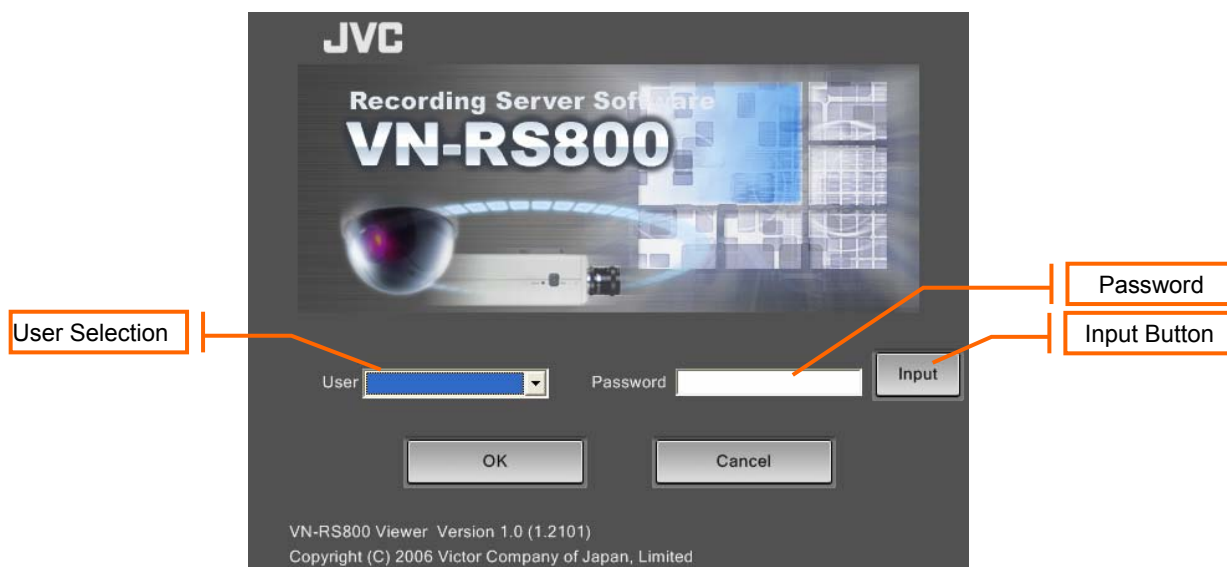 JVC
Recording Server Software
VN-RS800
Password
User Selection
Input Button
User
Password
Input
OK
Cancel
VN-RS800 Viewer Version 1.0 (1.2101)
Copyright (C) 2006 Victor Company of Japan, Limited